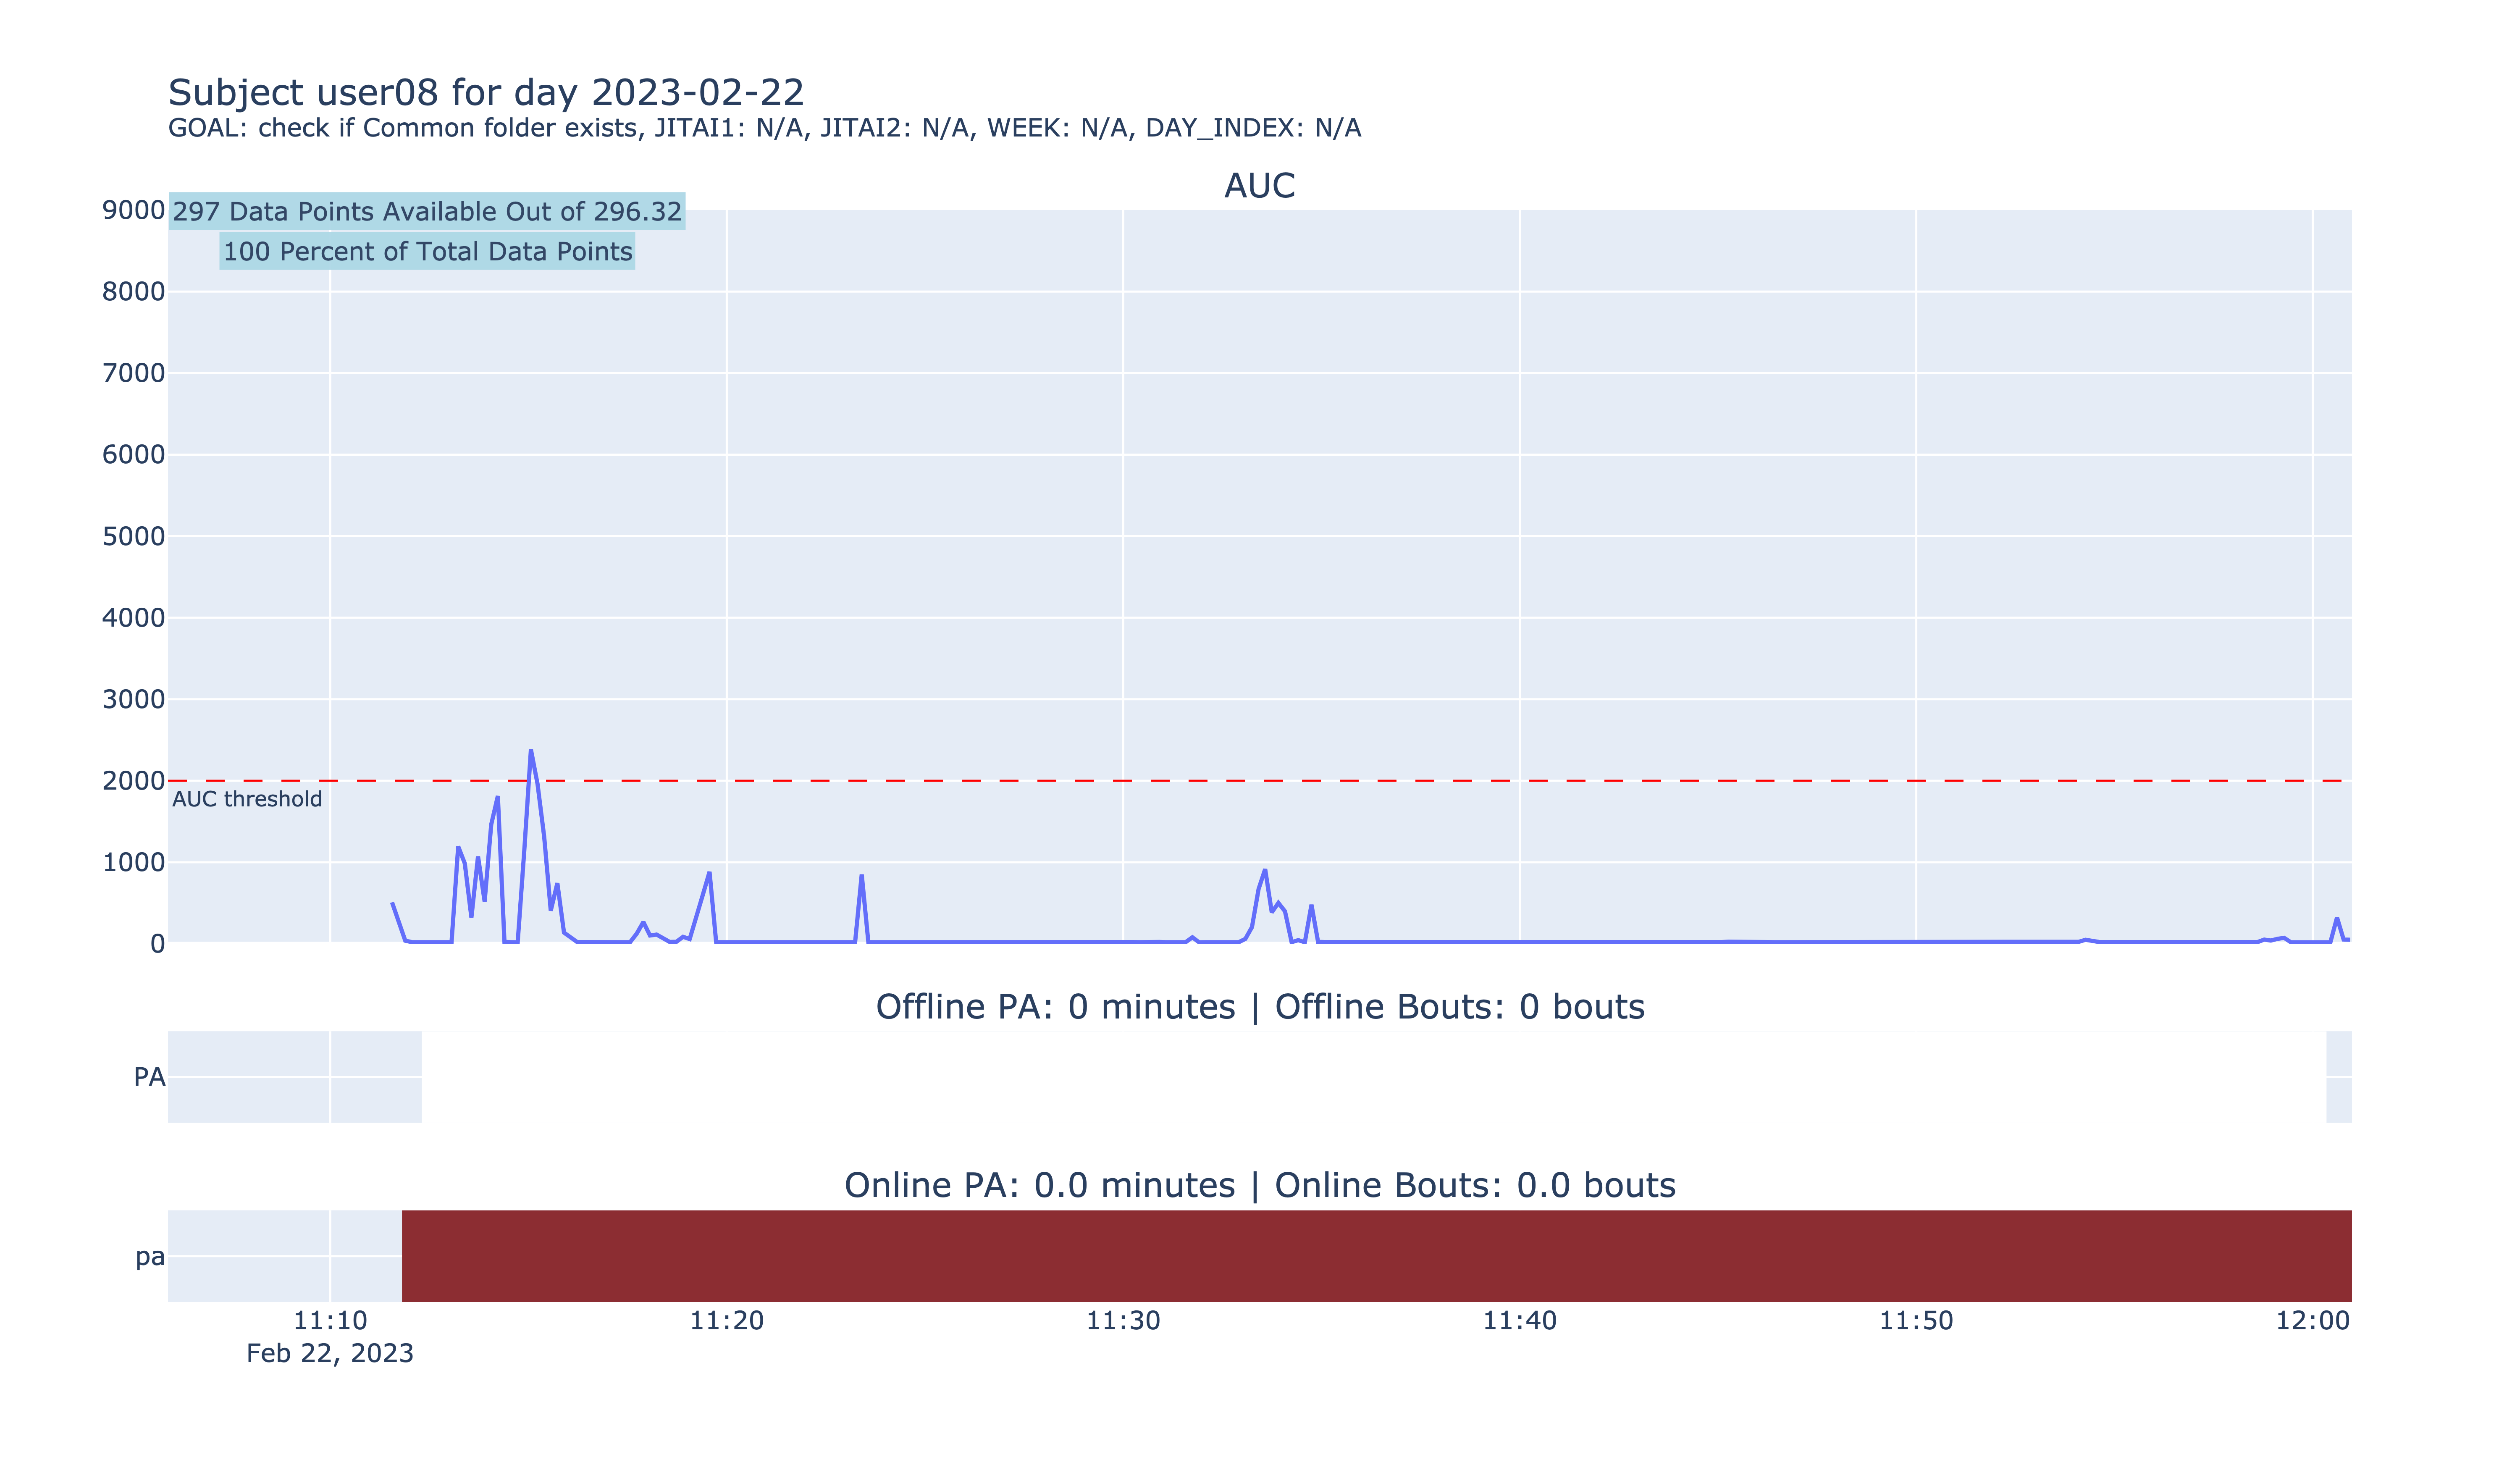 Subject user08 for day 2023-02-22
GOAL: check if Common folder exists, JITAI1: N/A, JITAI2: N/A, WEEK: N/A, DAY_INDEX: N/A
AUC
297 Data Points Available Out of 296.32
100 Percent of Total Data Points
9000
8000
7000
6000
5000
4000
3000
2000
AUC threshold
1000
0
Offline PA: 0 minutes | Offline Bouts: 0 bouts
PA
Online PA: 0.0 minutes | Online Bouts: 0.0 bouts
pa
11:10 11:20 11:30 11:40 11:50 12:00
Feb 22, 2023